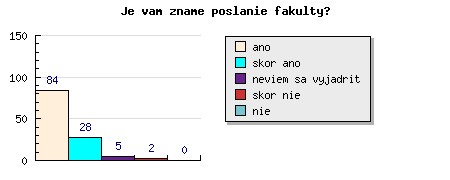 Je vam zname poslanie fakulty?
150
100
50
0
84
28
5
2
0
ano
skor ano
neviem sa vyjadrit
skor nie
nie